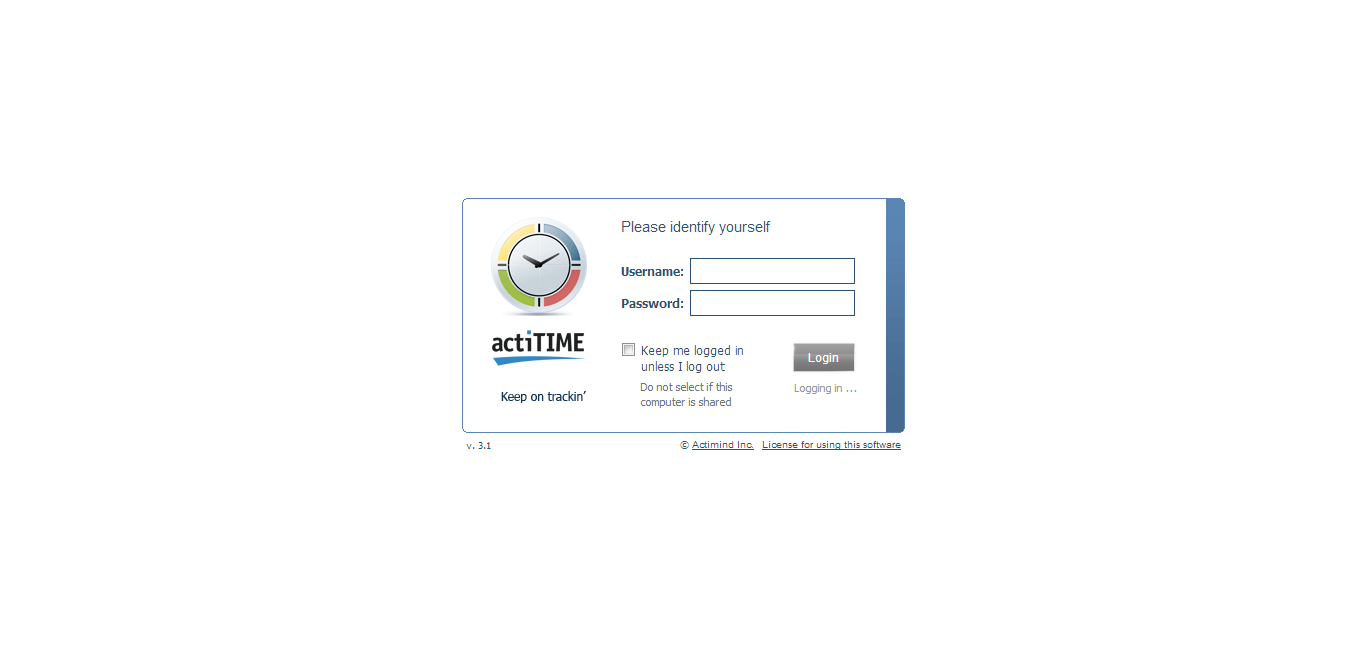 Please identify yourself
Username:
Password:
actiTIME
Keep me logged in
unless I log out
Login
Do not select if this
computer is shared
Logging in ...
Keep on trackin’
v. 3.1
© Actimind Inc. License for using this software